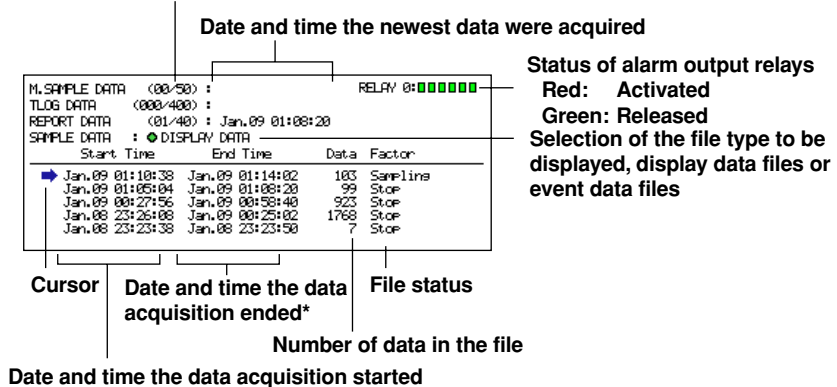 Date and time the newest data were acquired
Status of alarm output relays
Red: Activated
Green: Released
Selection of the file type to be
displayed, display data files or
event data files
M.SAMPLE DATA (00/50) : RELAY 0:
TLOG DATA (000/400) :
REPORT DATA (01/40) : Jan.09 01:08:20
SAMPLE DATA : DISPLAY DATA
Start Time End Time Data Factor
Jan.09 01:10:38 Jan.09 01:14:02 103 Sampling
Jan.09 01:05:04 Jan.09 01:08:20 99 Stop
Jan.09 00:27:56 Jan.09 00:58:40 923 Stop
Jan.08 23:26:08 Jan.09 00:25:02 1768 Stop
Jan.08 23:23:38 Jan.08 23:23:50 7 Stop
Cursor
Date and time the data
acquisition ended*
File status
Number of data in the file
Date and time the data acquisition started